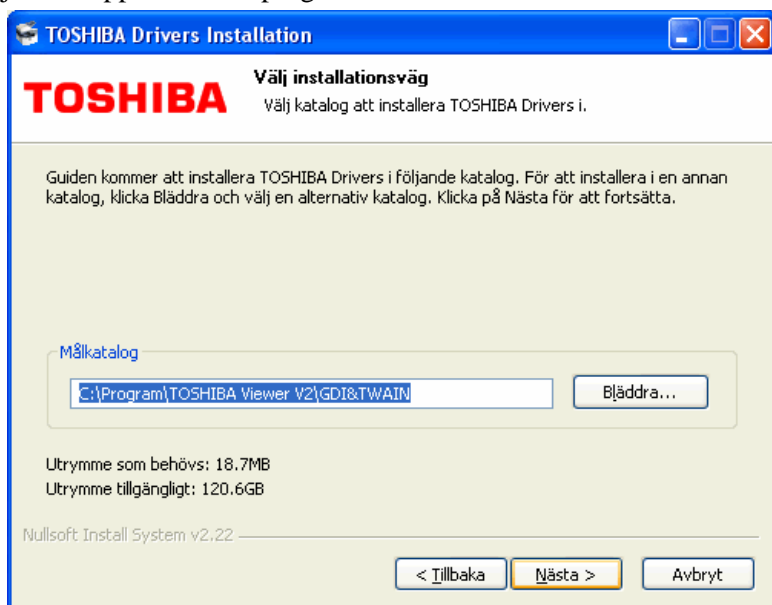 TOSHIBA Drivers Installation
TOSHIBA
Välj installationsväg
Välj katalog att installera TOSHIBA Drivers i.
Guiden kommer att installera TOSHIBA Drivers i följande katalog. För att installera i en annan
katalog, klicka Bläddra och välj en alternativ katalog. Klicka på Nästa för att fortsätta.
Målkatalog
C:\Program\TOSHIBA Viewer V2\GDI&TWAIN
Bläddra...
Utrymme som behövs: 18.7MB
Utrymme tillgängligt: 120.6GB
Nullsoft Install System v2.22
< Tillbaka
Nästa >
Avbryt